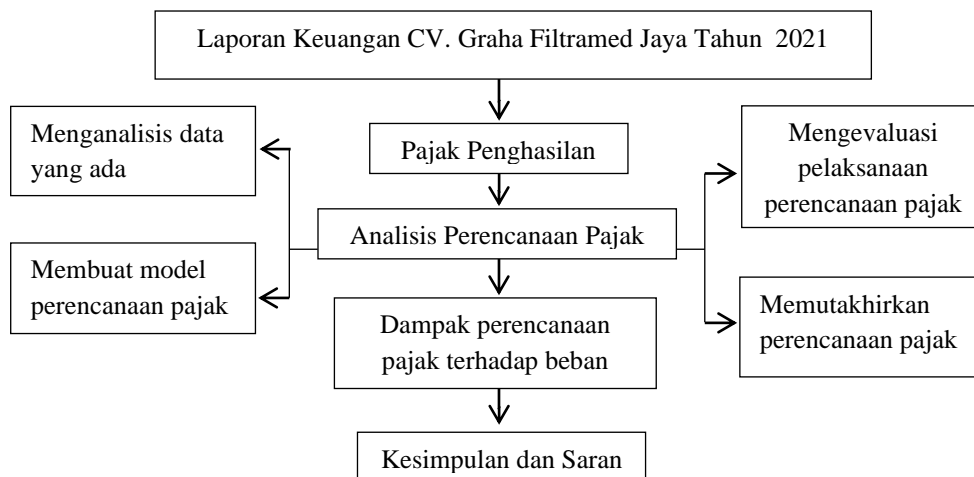 Laporan Keuangan CV. Graha Filtramed Jaya Tahun 2021
Pajak Penghasilan
Analisis Perencanaan Pajak
Menganalisis data
yang ada
Membuat model
perencanaan pajak
Mengevaluasi
pelaksanaan
perencanaan pajak
Memutakhirkan
perencanaan pajak
Dampak perencanaan
pajak terhadap beban
Kesimpulan dan Saran